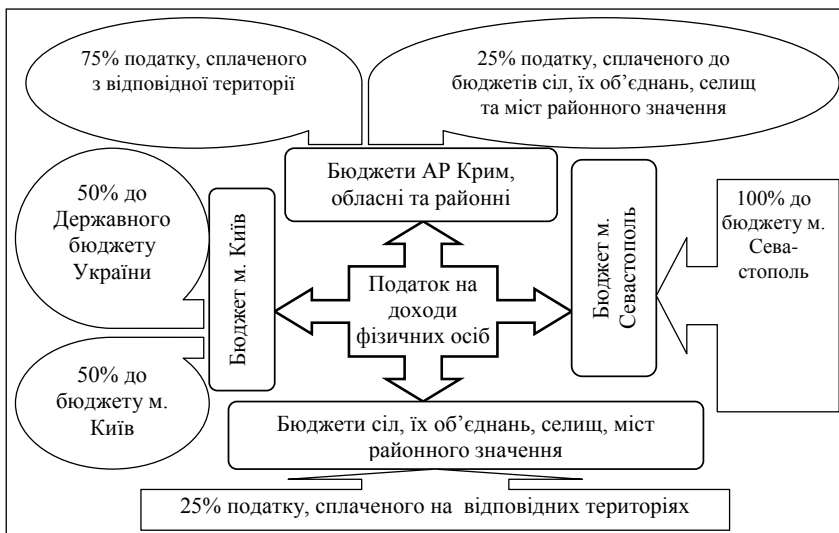 75% податку, сплаченого
з відповідної території
25% податку, сплаченого до
бюджетів сіл, їх об’єднань, селищ
та міст районного значення
Бюджети АР Крим,
обласні та районні
50% до
Державного
бюджету
України
Бюджет м. Київ
Податок на
доходи
фізичних осіб
Бюджет м.
Севастополь
100% до
бюджету м.
Сева-
стополь
50% до
бюджету м.
Київ
Бюджети сіл, їх об’єднань, селищ, міст
районного значення
25% податку, сплаченого на відповідних територіях